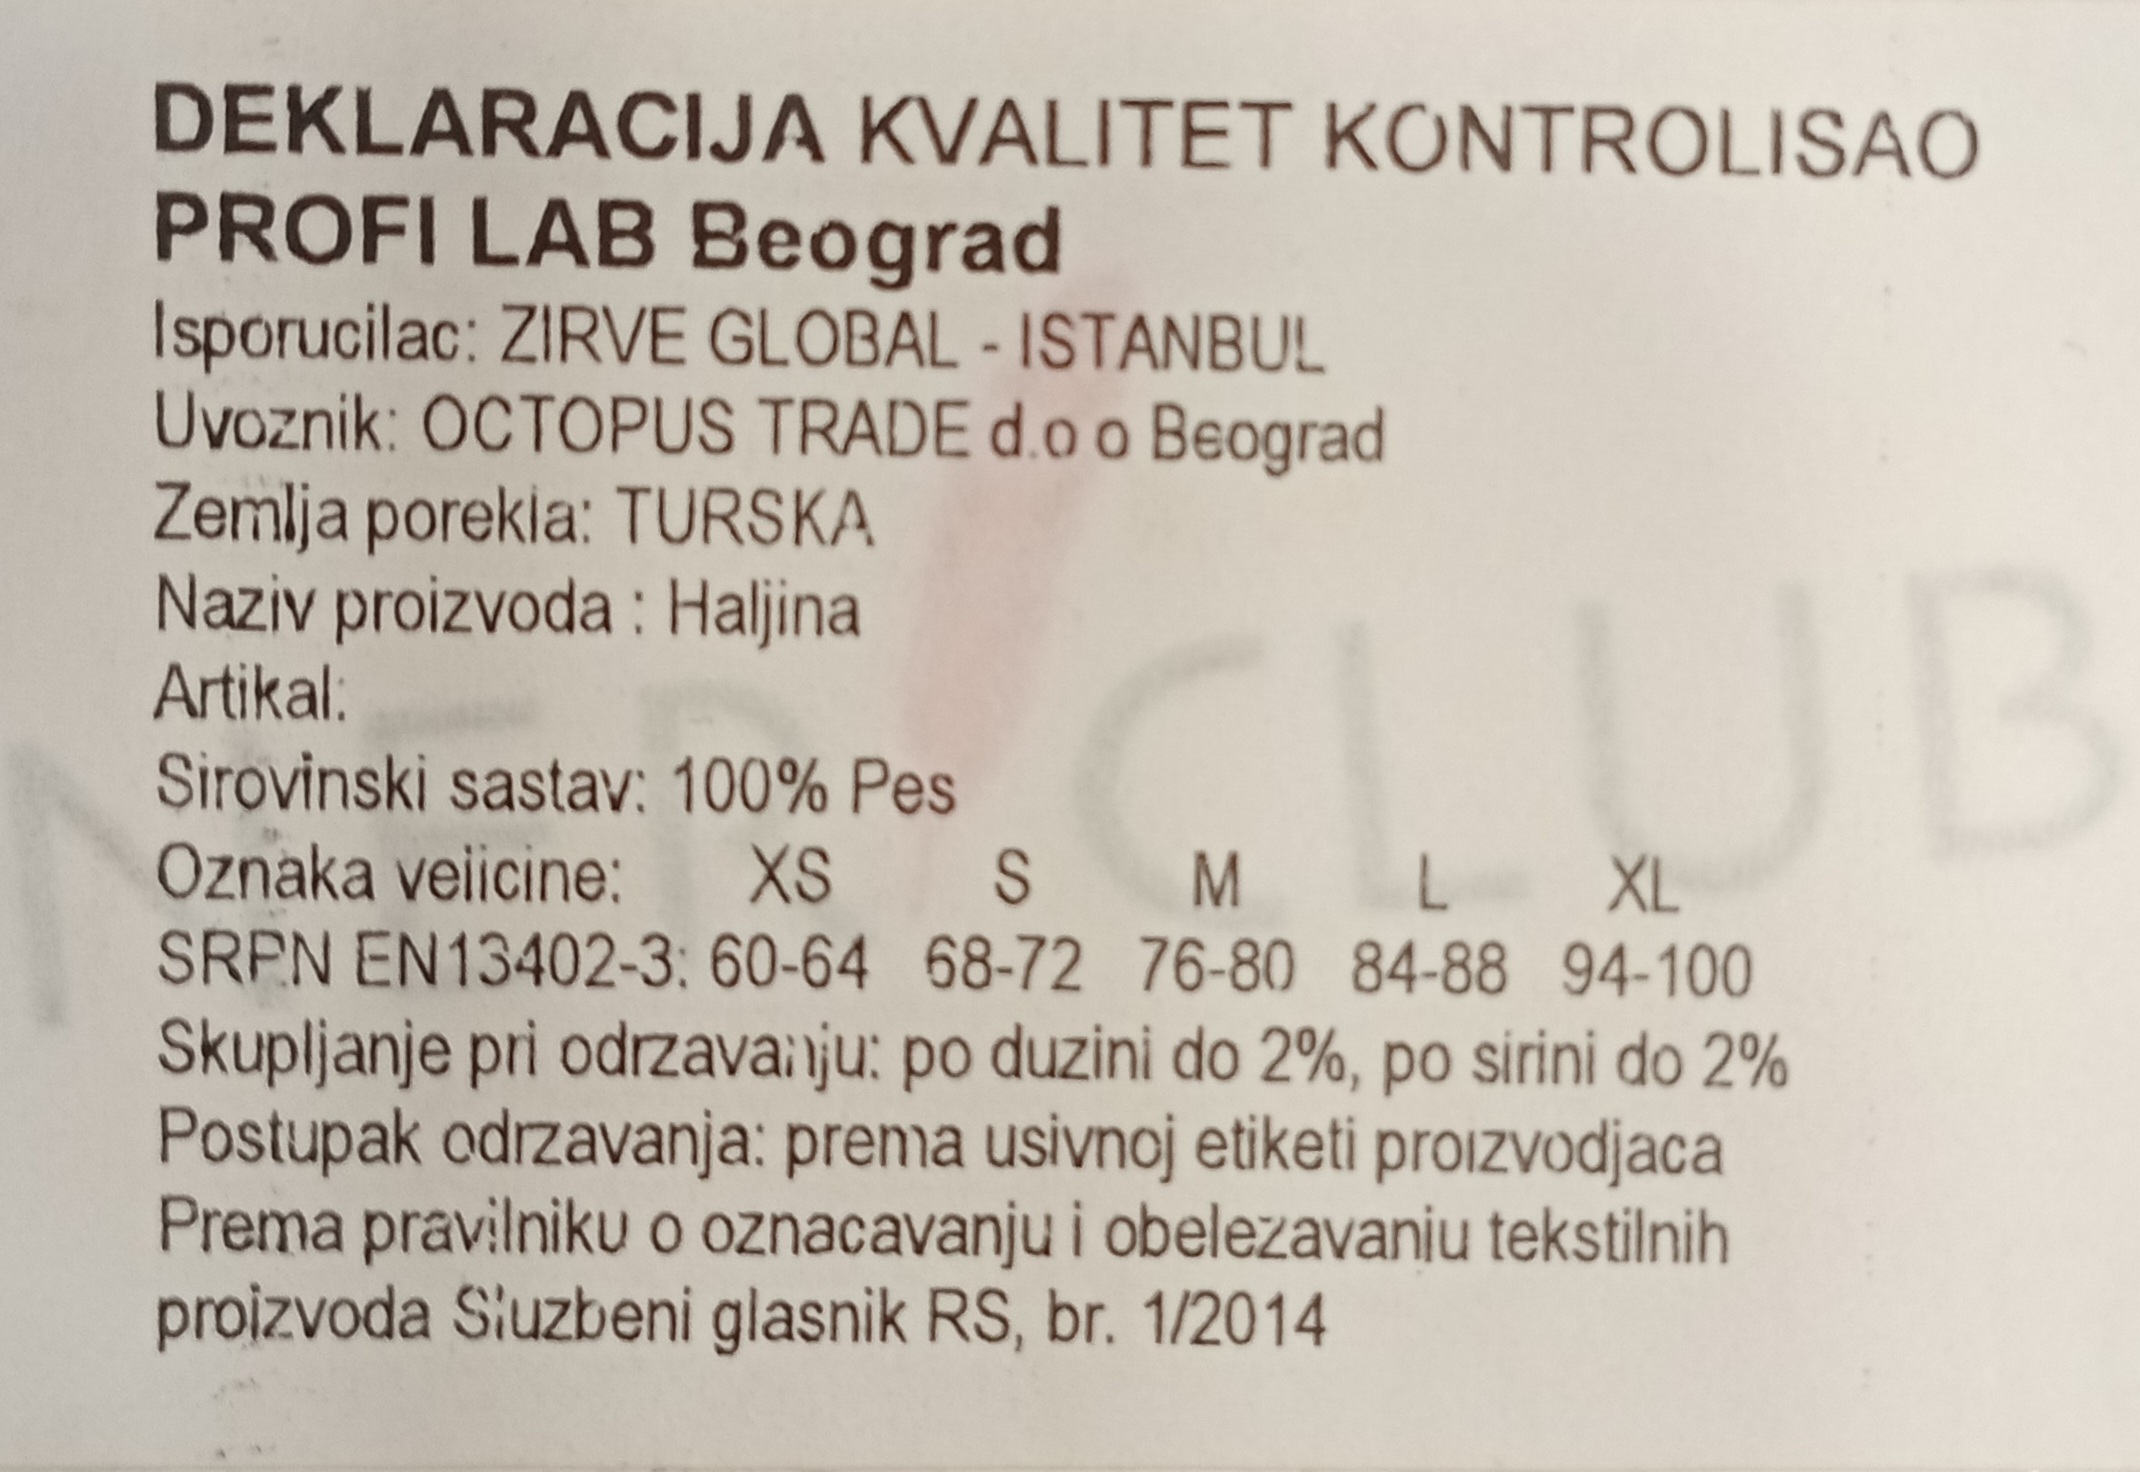 DEKLARACIJA KVALITET KONTROLISAO
PROFI LAB Beograd
Isporucilac: ZIRVE GLOBAL - ISTANBUL
Uvoznik: OCTOPUS TRADE d.o o Beograd
Zemlja porekla: TURSKA
Naziv proizvoda : Haljina
Artikal:
Sirovinski sastav: 100% Pes
Oznaka velicine: XS S M L XL
SRPN EN13402-3: 60-64 68-72 76-80 84-88 94-100
Skupljanje pri odrzavanju: po duzini do 2%, po sirini do 2%
Postupak odrzavanja: prema usivnoj etiketi proizvodjaca
Prema pravilniku o oznacavanju i obelezavanju tekstilnih
proizvoda Sluzbeni glasnik RS, br. 1/2014
CLUB